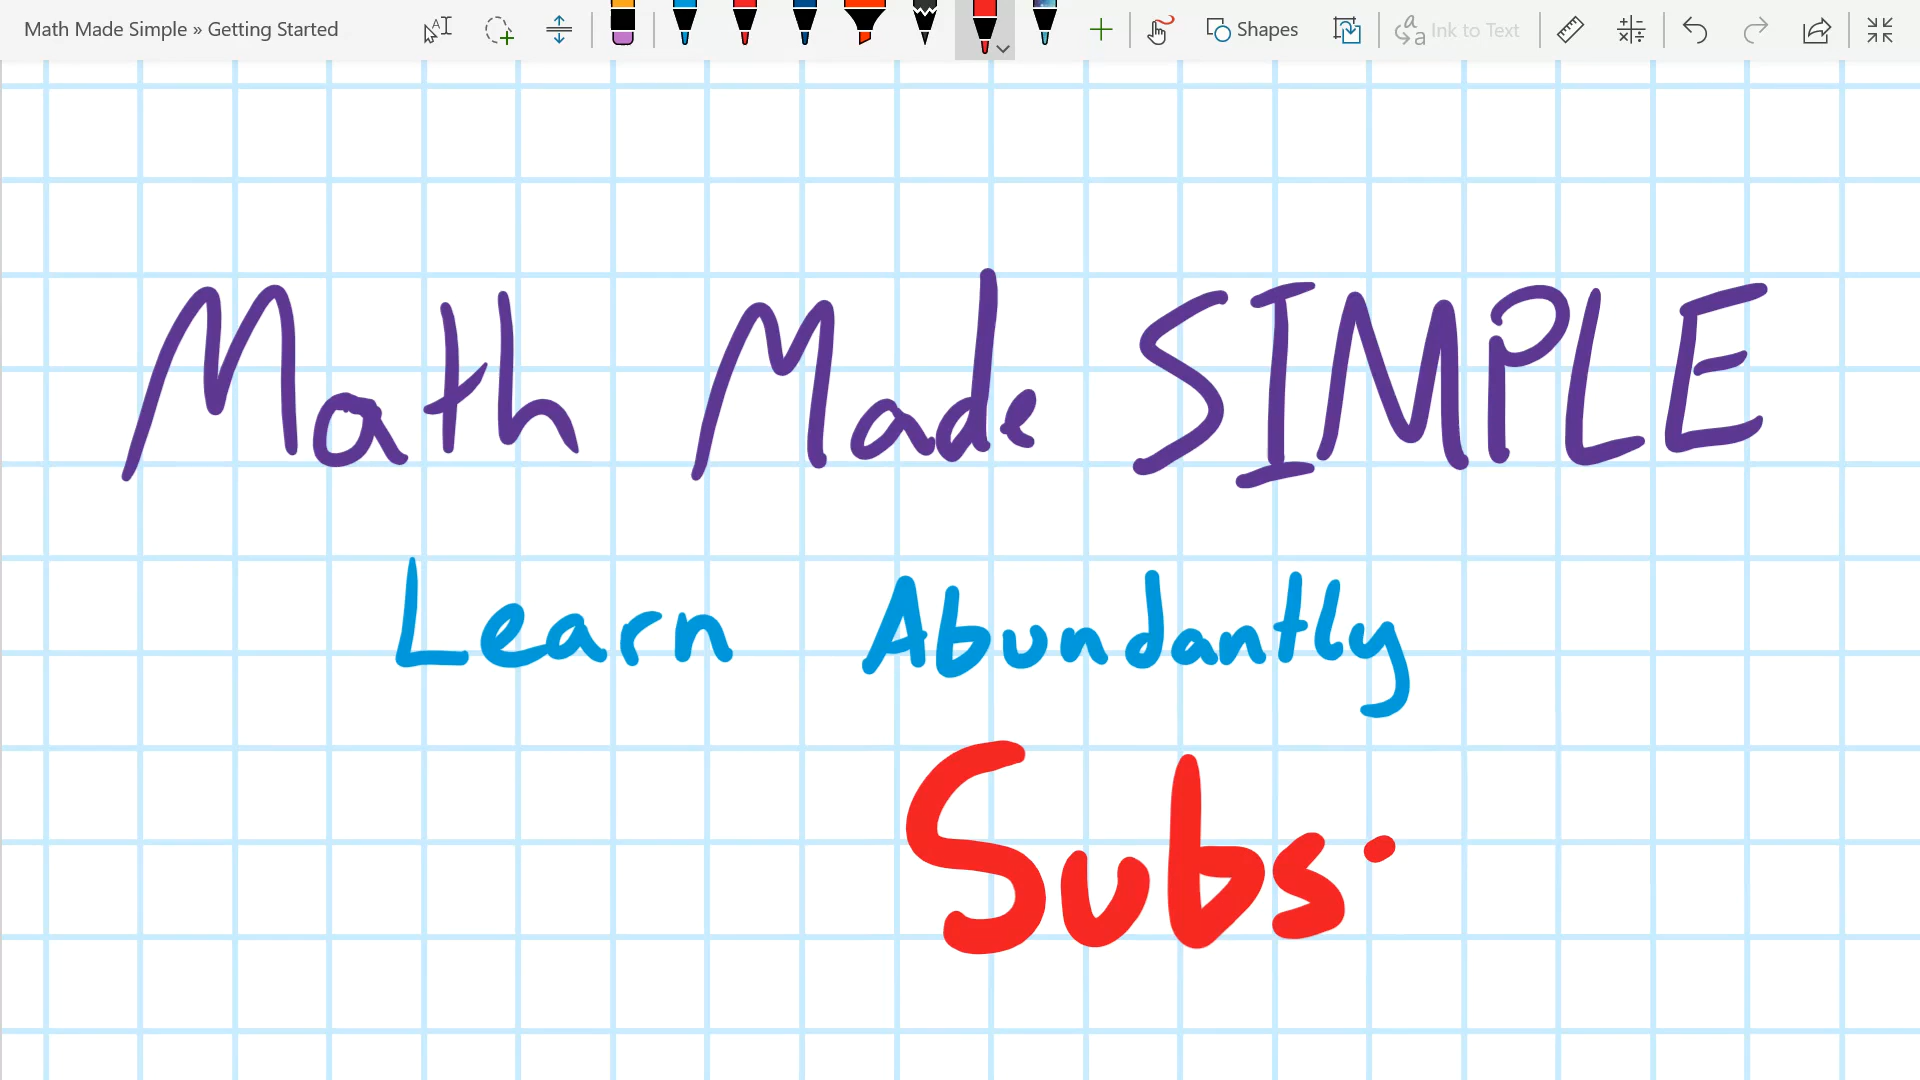 Math Made Simple » Getting Started Shapes Ink to Text
Math Made SIMPLE
Learn Abundantly
Subs